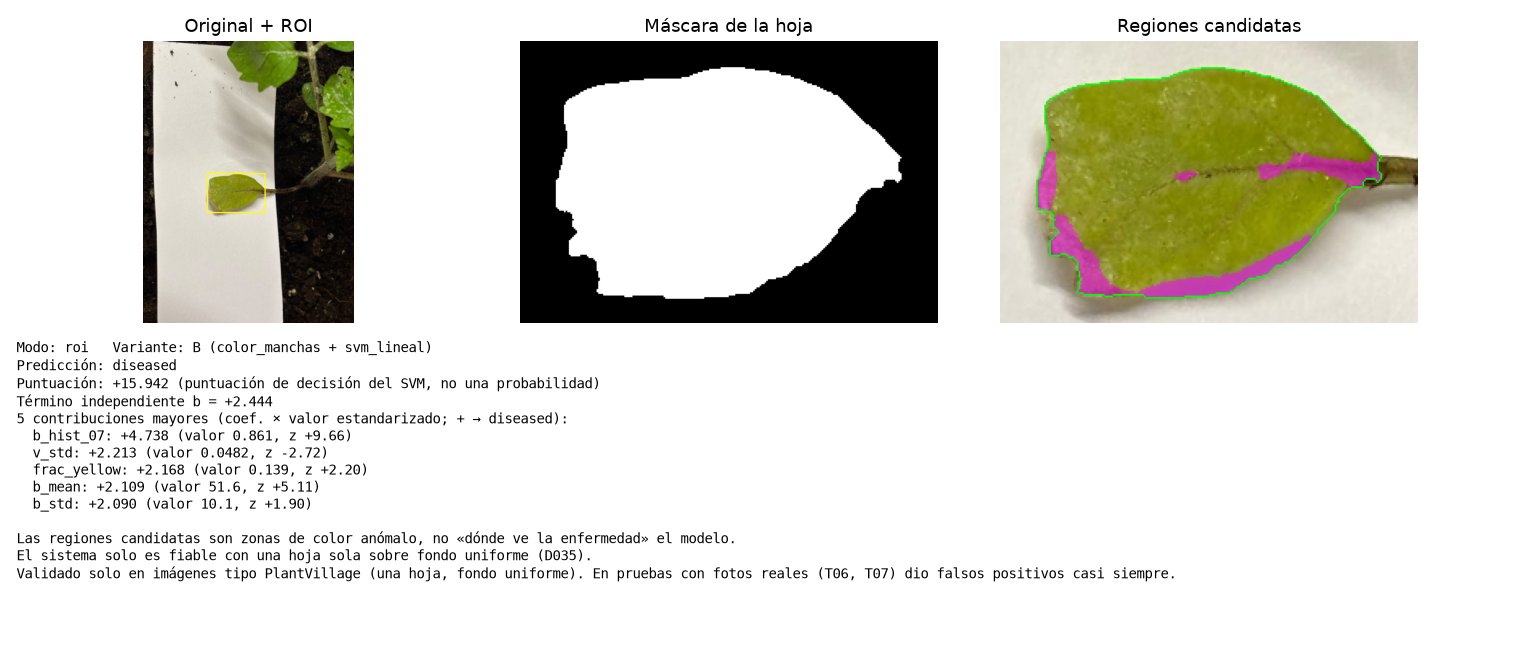 Original + ROI
Máscara de la hoja
Regiones candidatas
Modo: roi   Variante: B (color_manchas + svm_lineal)
Predicción: diseased
Puntuación: +15.942 (puntuación de decisión del SVM, no una probabilidad)
Término independiente b = +2.444
5 contribuciones mayores (coef. × valor estandarizado; + → diseased):
  b_hist_07: +4.738 (valor 0.861, z +9.66)
  v_std: +2.213 (valor 0.0482, z -2.72)
  frac_yellow: +2.168 (valor 0.139, z +2.20)
  b_mean: +2.109 (valor 51.6, z +5.11)
  b_std: +2.090 (valor 10.1, z +1.90)
Las regiones candidatas son zonas de color anómalo, no «dónde ve la enfermedad» el modelo.
El sistema solo es fiable con una hoja sola sobre fondo uniforme (D035).
Validado solo en imágenes tipo PlantVillage (una hoja, fondo uniforme). En pruebas con fotos reales (T06, T07) dio falsos positivos casi siempre.